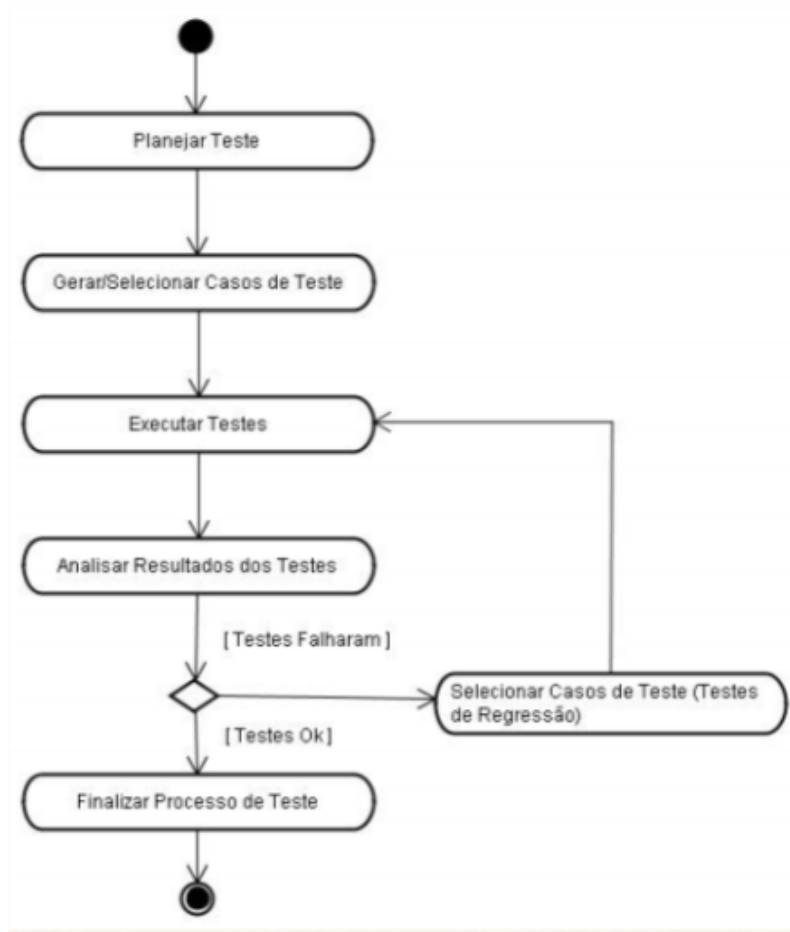 Planejar Teste
Gerar/Selecionar Casos de Teste
Executar Testes
Analisar Resultados dos Testes
[ Testes Falharam ]
Selecionar Casos de Teste (Testes
de Regressão)
[ Testes Ok ]
Finalizar Processo de Teste